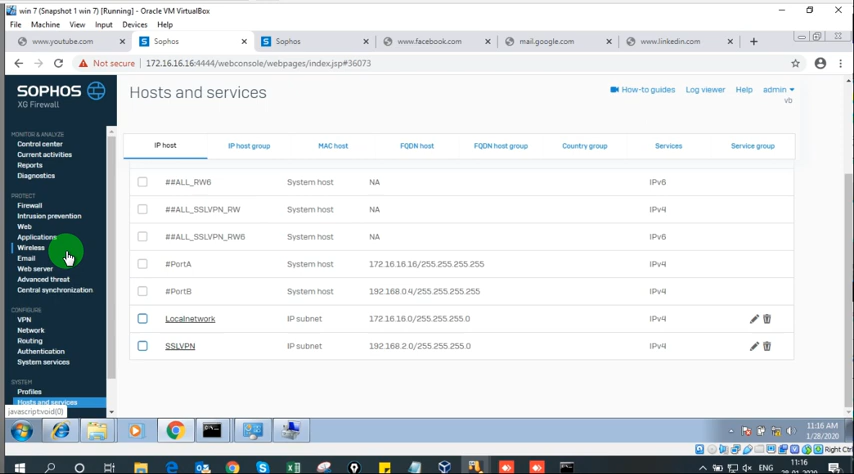 win 7 (Snapshot 1 win 7) [Running] - Oracle VM VirtualBox
File Machine View Input Devices Help
www.youtube.com Sophos Sophos www.facebook.com mail.google.com www.linkedin.com
Not secure 172.16.16.16:4444/webconsole/webpages/index.jsp#36073
SOPHOS
XG Firewall
Hosts and services
How-to guides Log viewer Help admin
vb
MONITOR & ANALYZE
Control center
Current activities
Reports
Diagnostics
PROTECT
Firewall
Intrusion prevention
Web
Applications
Wireless
Email
Web server
Advanced threat
Central synchronization
CONFIGURE
VPN
Network
Routing
Authentication
System services
SYSTEM
Profiles
Hosts and services
javascript:void(0)
IP host IP host group MAC host FQDN host FQDN host group Country group Services Service group
##ALL_RW6 System host NA IPv6
##ALL_SSLVPN_RW System host NA IPv4
##ALL_SSLVPN_RW6 System host NA IPv6
#PortA System host 172.16.16.16/255.255.255.255 IPv4
#PortB System host 192.168.0.4/255.255.255.255 IPv4
Localnetwork IP subnet 172.16.16.0/255.255.255.0 IPv4
SSLVPN IP subnet 192.168.2.0/255.255.255.0 IPv4
11:16 AM
1/28/2020
Right Ctrl
ENG
11:16
28-01-2020